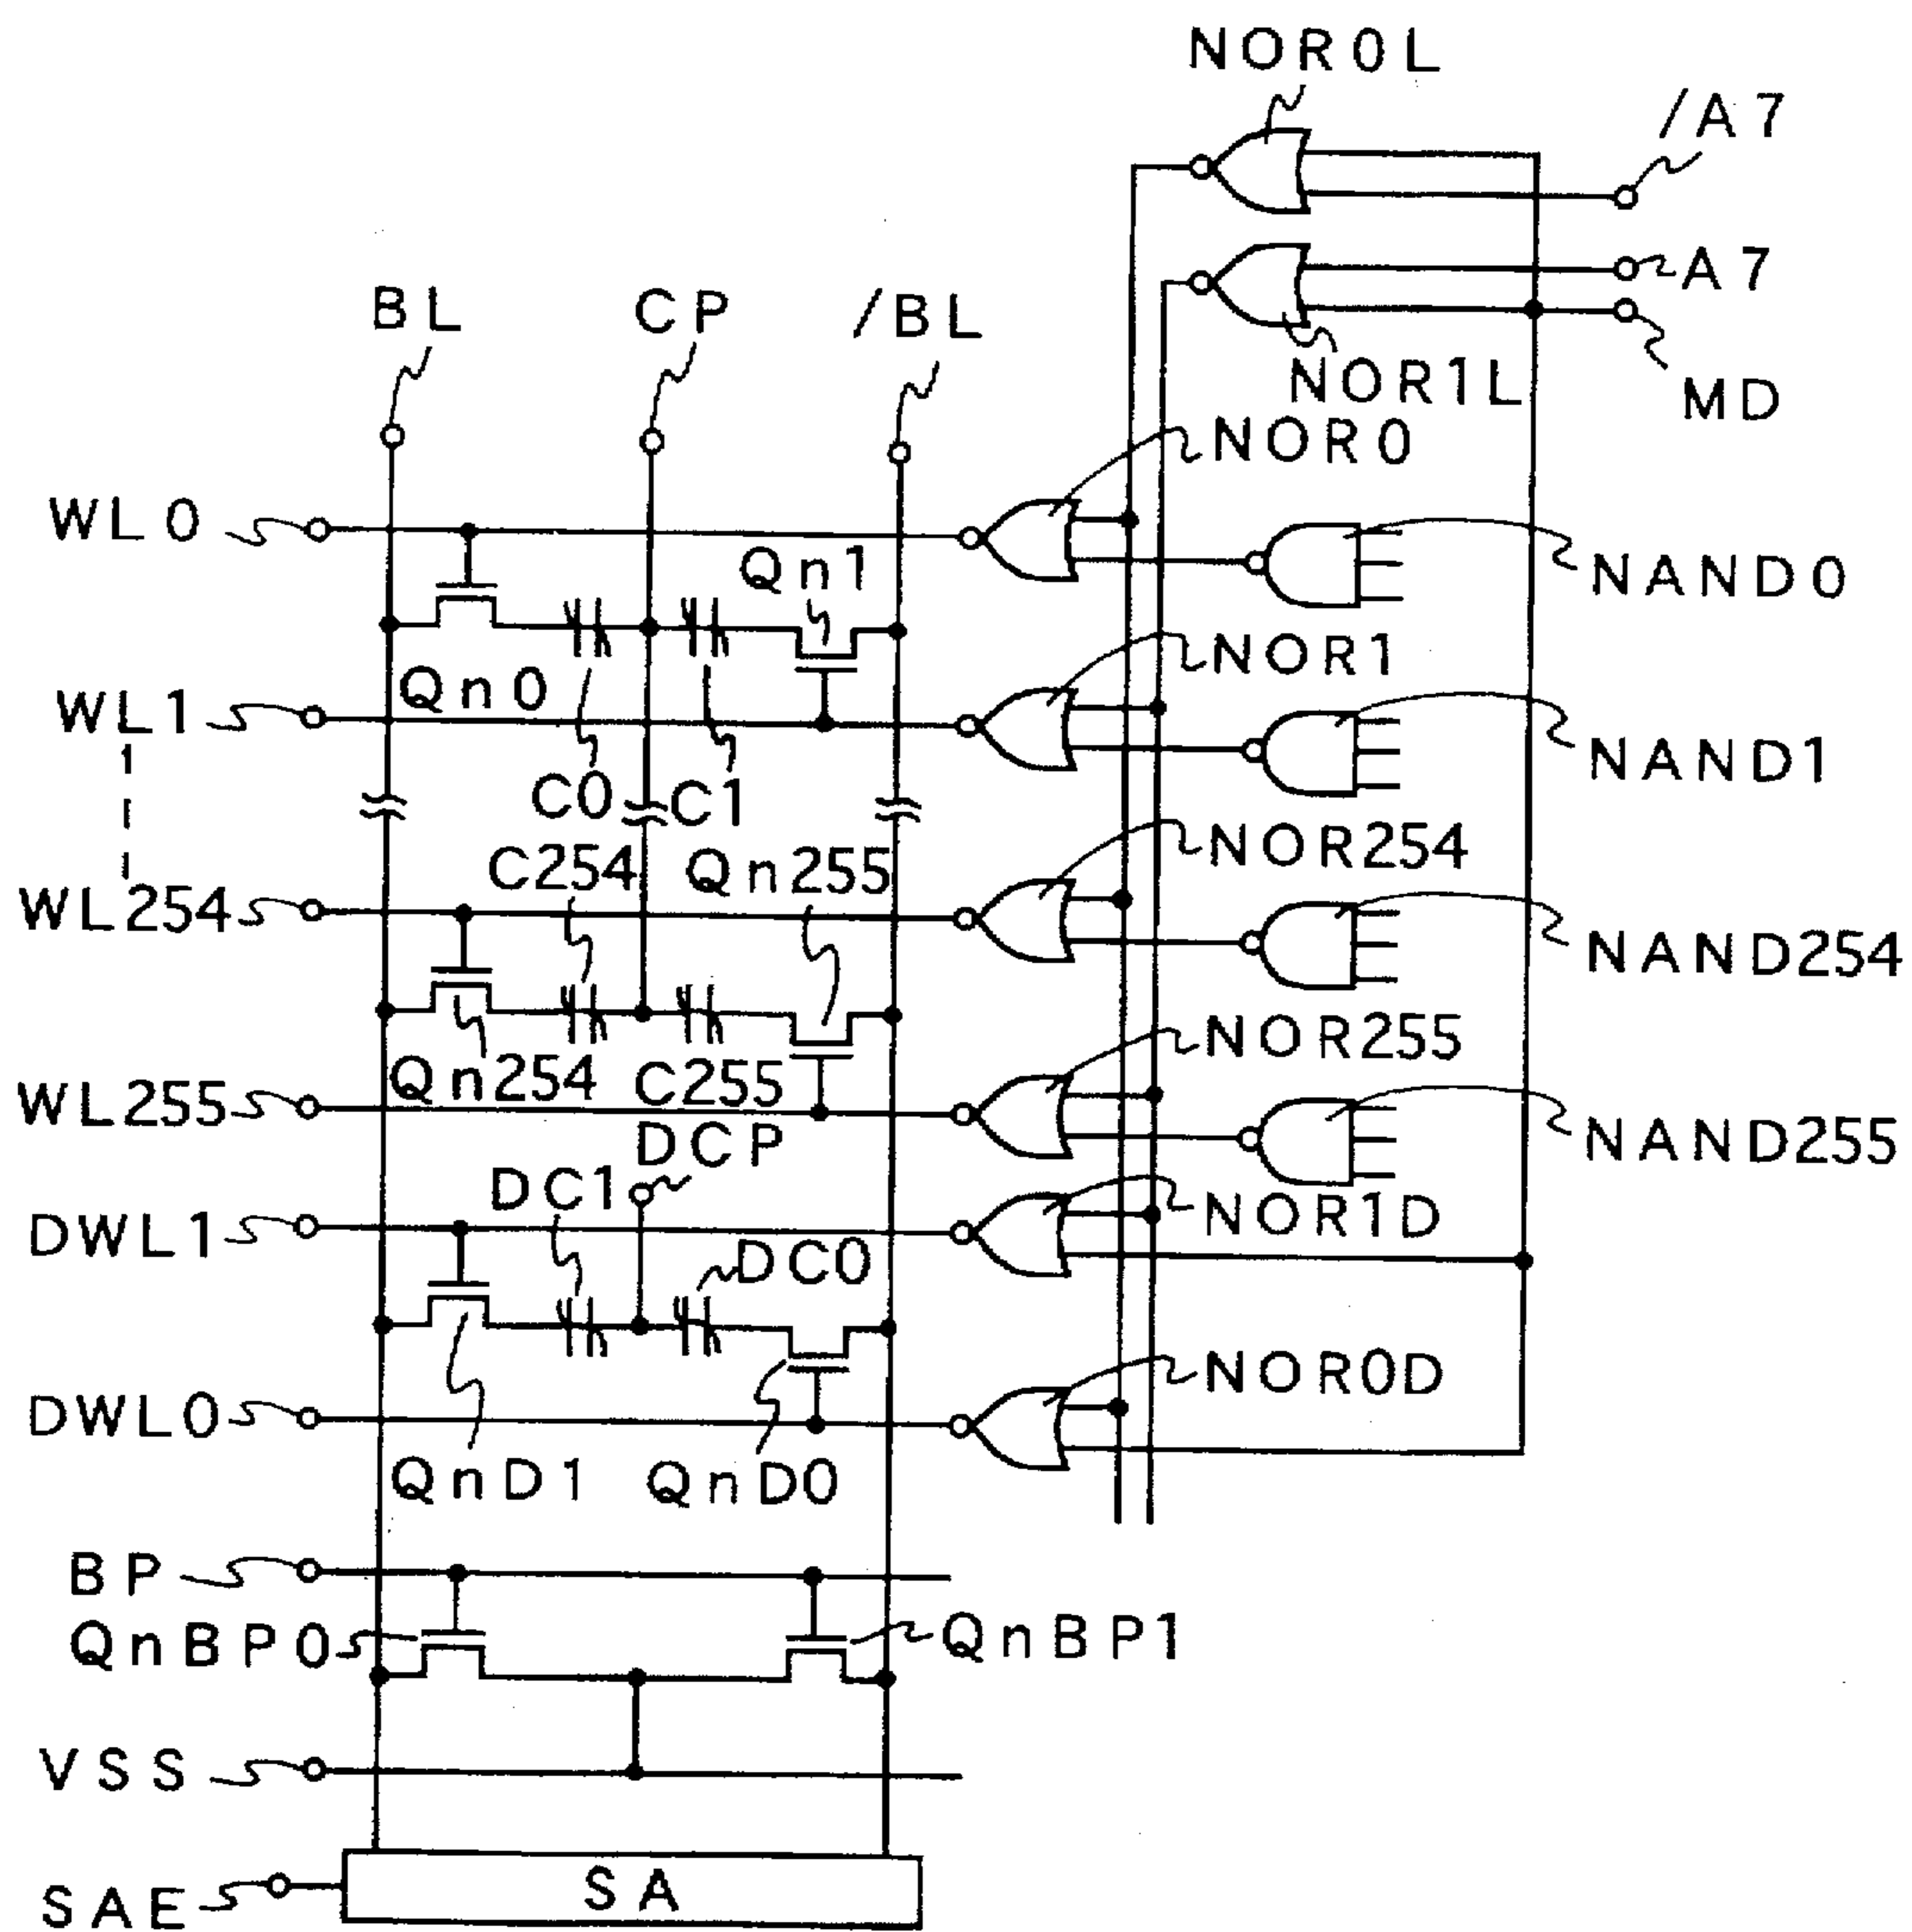 NOR0L
/A7
A7
BL
CP
/BL
NOR1L
MD
NOR0
WL0
Qn1
NAND0
NOR1
Qn0
WL1
NAND1
C0
C1
NOR254
C254
Qn255
WL254
NAND254
NOR255
Qn254
C255
WL255
DCP
NAND255
DC1
NOR1D
DWL1
DC0
NOR0D
DWL0
QnD1
QnD0
BP
QnBP0
QnBP1
VSS
SA
SAE